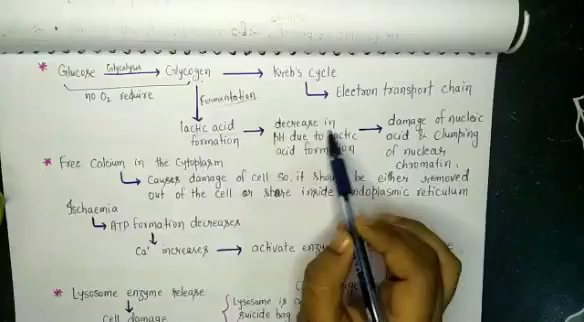 * Glucose Glycolysis → Glycogen → Kreb's cycle
no O₂ require
↳ Electron transport chain
↓ Fermentation
lactic acid formation → decrease in pH due to lactic acid formation → damage of nucleic acid & clumping of nuclear chromatin.
* Free calcium in the cytoplasm
↳ Causes damage of cell so, it should be either removed
out of the cell or store inside endoplasmic reticulum
Ischaemia
↳ ATP formation decreases
↓
Ca⁺ increases → activate
* Lysosome enzyme release
↓
Cell damage
{ Lysosome is
suicide bag